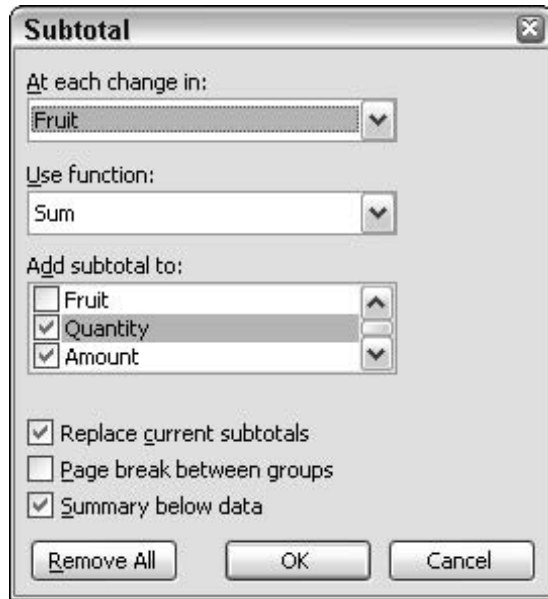 Subtotal
At each change in:
Fruit
Use function:
Sum
Add subtotal to:
Fruit
Quantity
Amount
Replace current subtotals
Page break between groups
Summary below data
Remove All OK Cancel